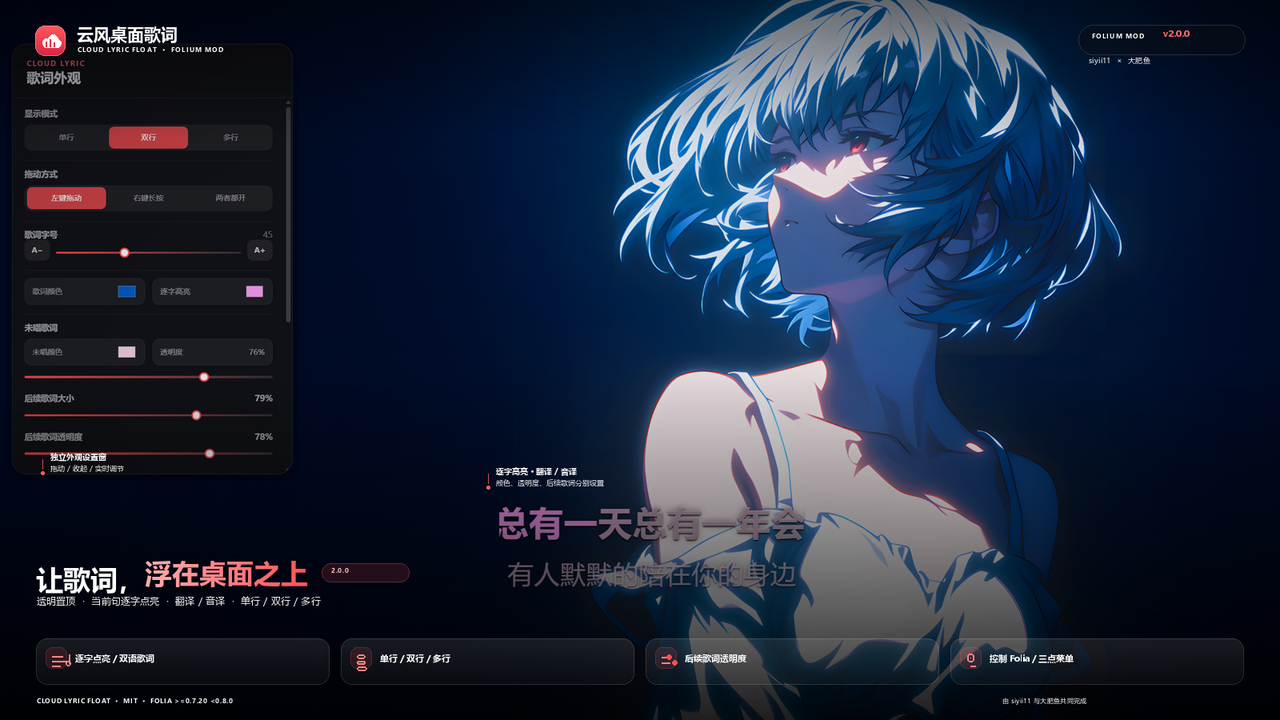 云风桌面歌词
CLOUD LYRIC FLOAT • FOLIUM MOD
FOLIUM MOD v2.0.0
siyii11 × 大肥鱼
CLOUD LYRIC
歌词外观
显示模式
单行 双行 多行
拖动方式
左键拖动 右键长按 两者都开
歌词字号 45
A− A+
歌词颜色 逐字高亮
未唱歌词
未唱颜色 透明度 76%
后续歌词大小 79%
后续歌词透明度 78%
独立外观设置窗
拖动 / 收起 / 实时调节
逐字高亮 · 翻译 / 音译
颜色、透明度、后续歌词分别设置
总有一天总有一年会
有人默默的陪在你的身边
让歌词，浮在桌面之上 2.0.0
透明置顶 · 当前句逐字点亮 · 翻译 / 音译 · 单行 / 双行 / 多行
逐字点亮 / 双语歌词
单行 / 双行 / 多行
后续歌词透明度
控制 Folia / 三点菜单
CLOUD LYRIC FLOAT • MIT • FOLIA >=0.7.20 <0.8.0
由 siyii11 与大肥鱼共同完成